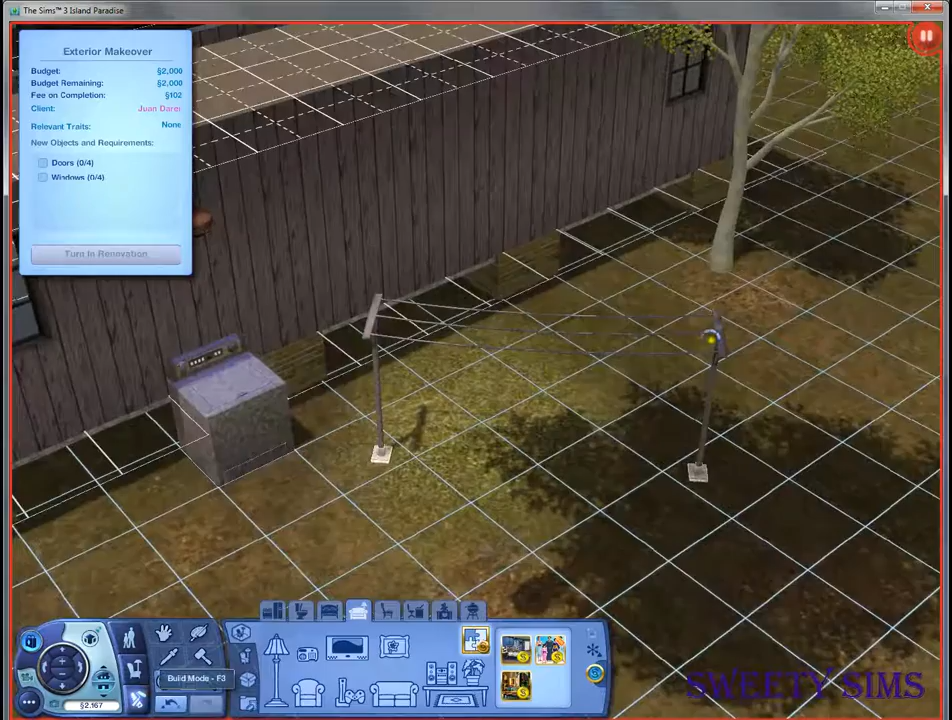 The Sims™ 3 Island Paradise
Exterior Makeover
Budget: §2,000
Budget Remaining: §2,000
Fee on Completion: §102
Client: Juan Darer
Relevant Traits: None
New Objects and Requirements:
Doors (0/4)
Windows (0/4)
Turn In Renovation
Build Mode - F3
§2,167
SWEETY SIMS